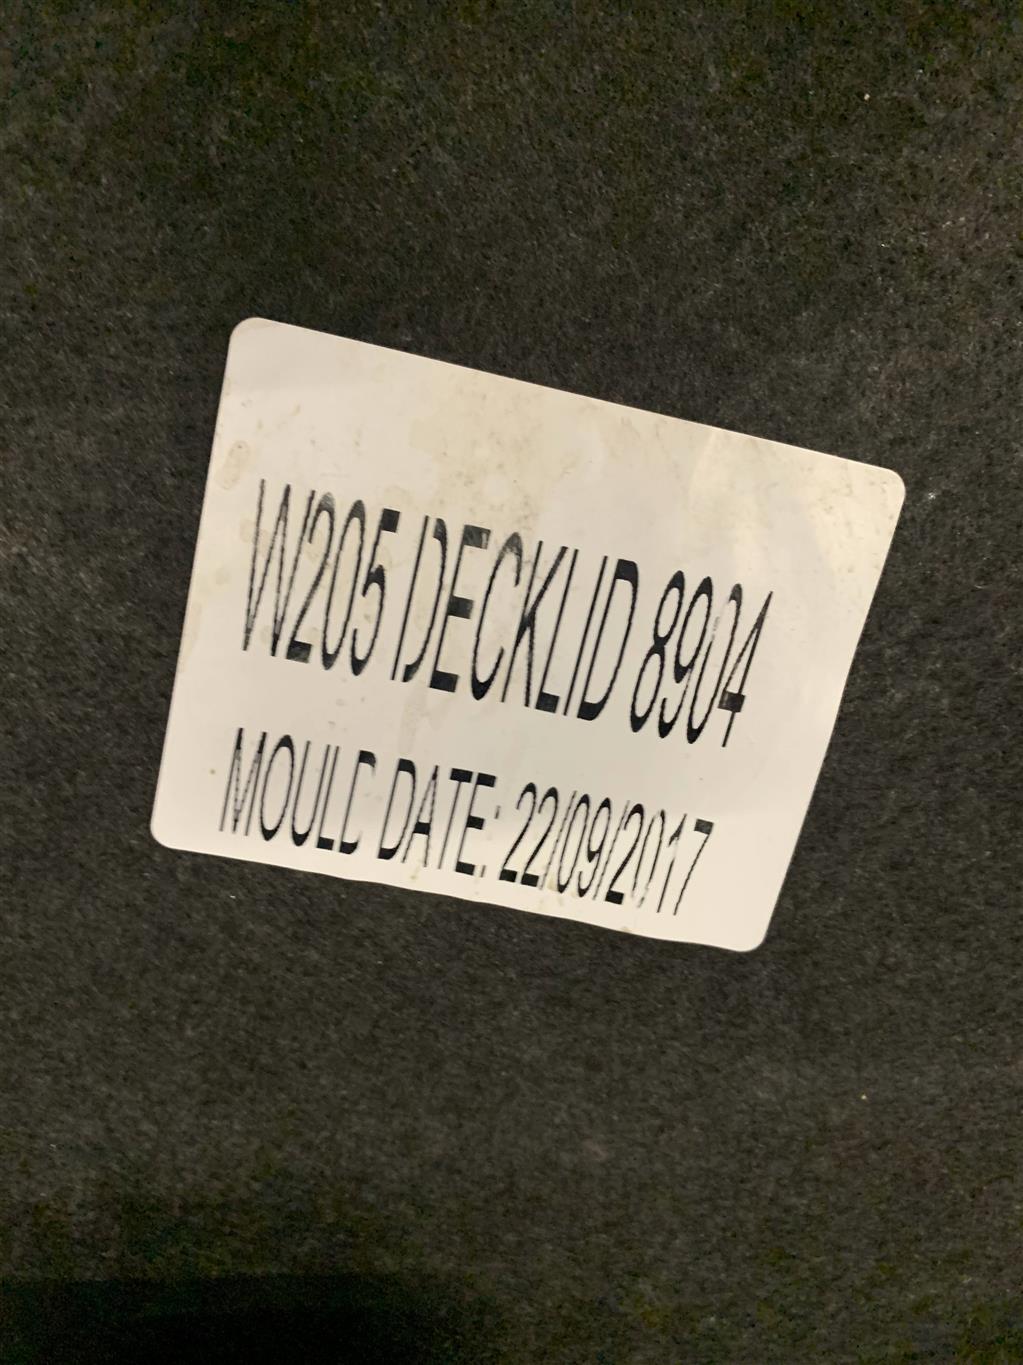 W205 DECKLID 8904
MOULD DATE: 22/09/2017